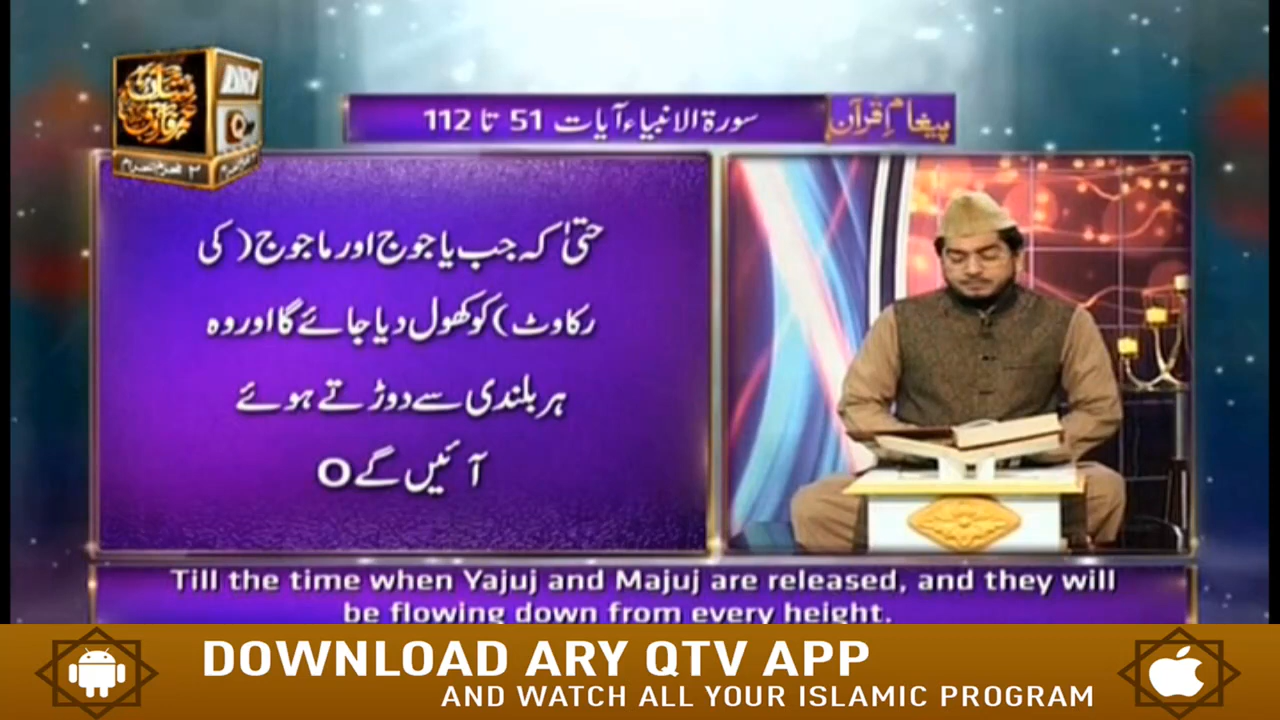 ARY
Q
پیغامِ قرآن
سورۃ الانبیاء آیات 51 تا 112
حتیٰ کہ جب یاجوج اور ماجوج (کی
رکاوٹ) کو کھول دیا جائے گا اور وہ
ہر بلندی سے دوڑتے ہوئے
آئیں گے O
Till the time when Yajuj and Majuj are released, and they will
be flowing down from every height.
DOWNLOAD ARY QTV APP
AND WATCH ALL YOUR ISLAMIC PROGRAM